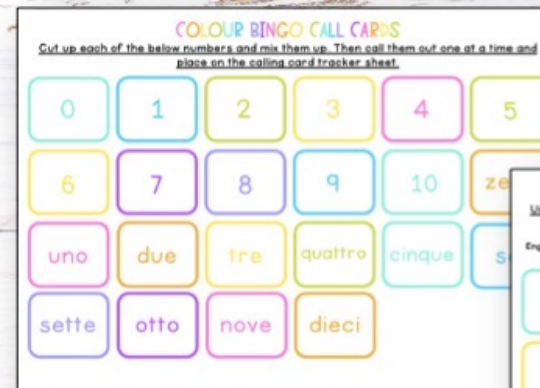 COLOUR BINGO CALL CARDS
Cut up each of the below numbers and mix them up. Then call them out one at a time and
place on the calling card tracker sheet.
0 1 2 3 4 5
6 7 8 9 10 ze
uno due tre quattro cinque s
sette otto nove dieci